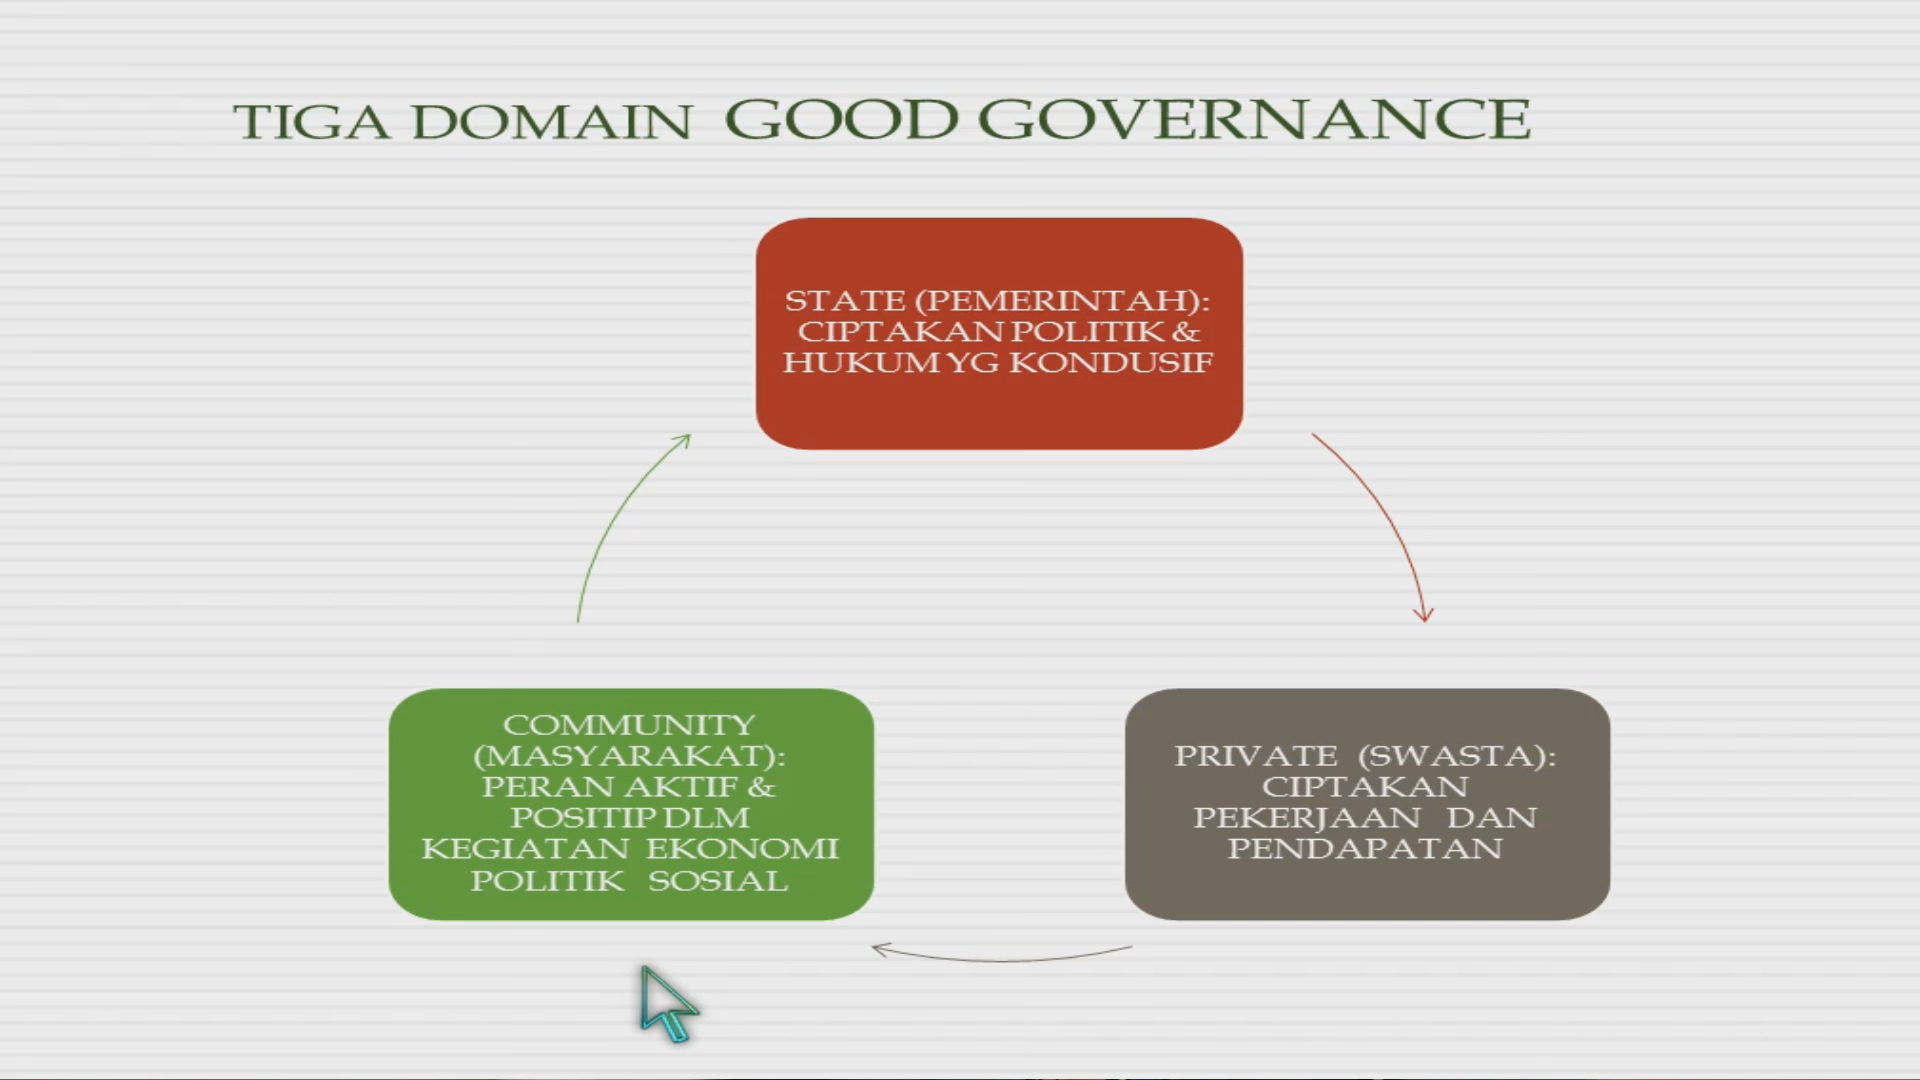 TIGA DOMAIN GOOD GOVERNANCE
STATE (PEMERINTAH):
CIPTAKAN POLITIK &
HUKUM YG KONDUSIF
COMMUNITY
(MASYARAKAT):
PERAN AKTIF &
POSITIP DLM
KEGIATAN EKONOMI
POLITIK SOSIAL
PRIVATE (SWASTA):
CIPTAKAN
PEKERJAAN DAN
PENDAPATAN